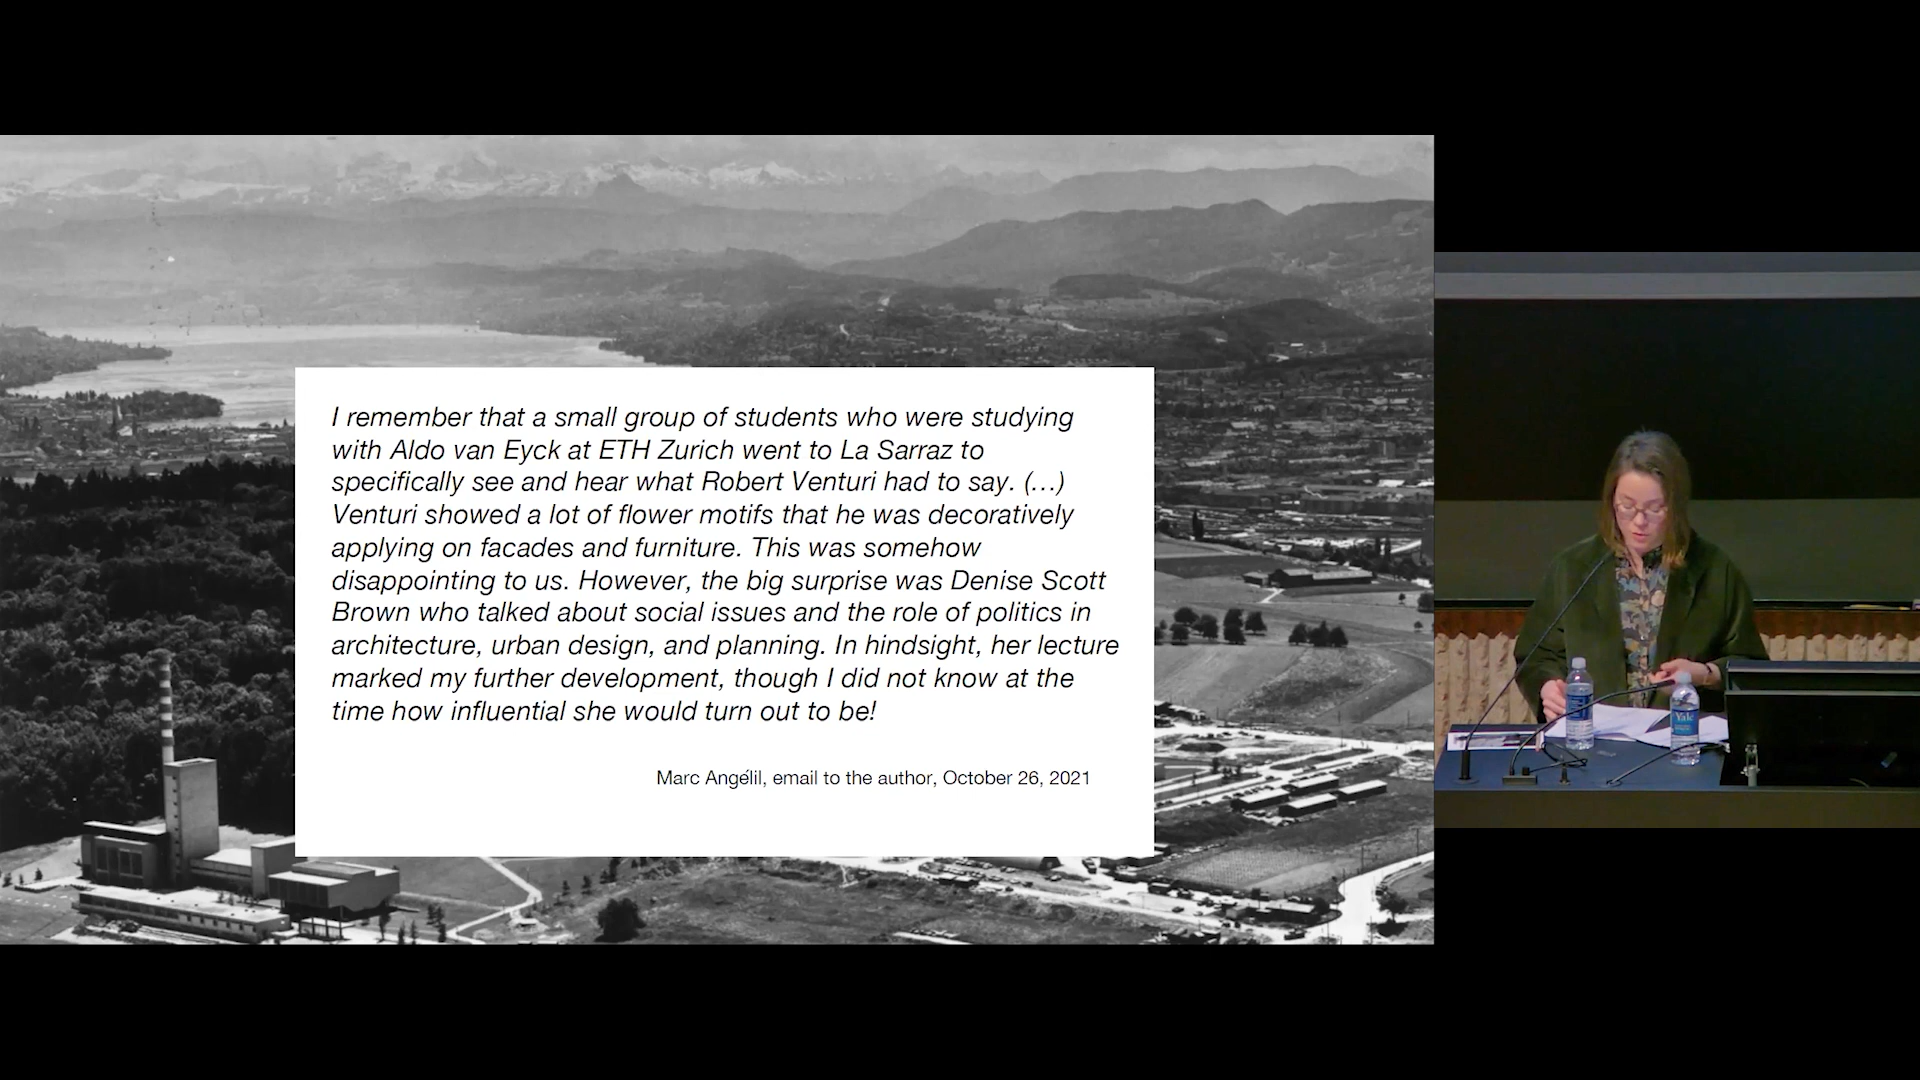 I remember that a small group of students who were studying
with Aldo van Eyck at ETH Zurich went to La Sarraz to
specifically see and hear what Robert Venturi had to say. (…)
Venturi showed a lot of flower motifs that he was decoratively
applying on facades and furniture. This was somehow
disappointing to us. However, the big surprise was Denise Scott
Brown who talked about social issues and the role of politics in
architecture, urban design, and planning. In hindsight, her lecture
marked my further development, though I did not know at the
time how influential she would turn out to be!
Marc Angélil, email to the author, October 26, 2021
Yale